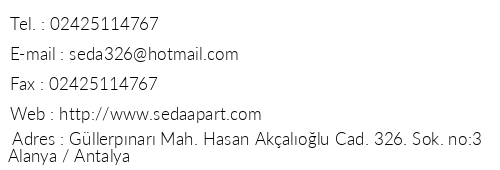 Tel. : 02425114767
E-mail : seda326@hotmail.com
Fax : 02425114767
Web : http://www.sedaapart.com
Adres : Güllerpınarı Mah. Hasan Akçalıoğlu Cad. 326. Sok. no:3
Alanya / Antalya